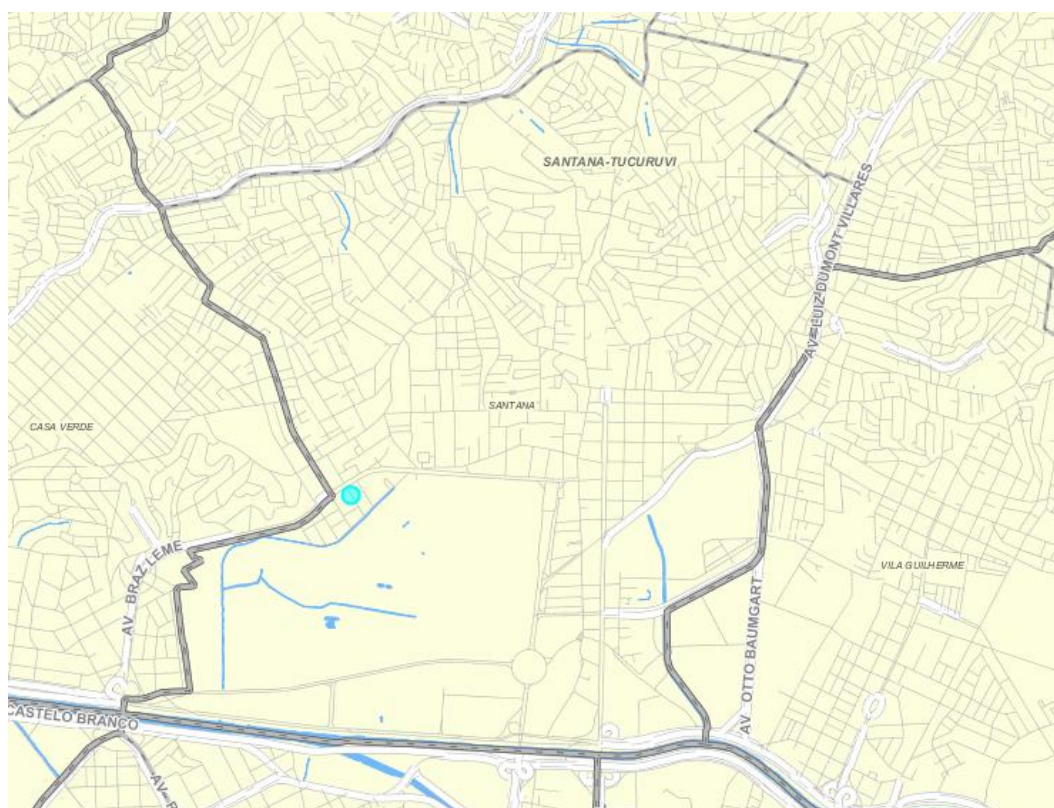 SANTANA-TUCURUVI
AV LUIZ DUMONT VILLARES
SANTANA
CASA VERDE
AV BRAZ LEME
VILA GUILHERME
AV OTTO BAUMGART
CASTELO BRANCO
AV